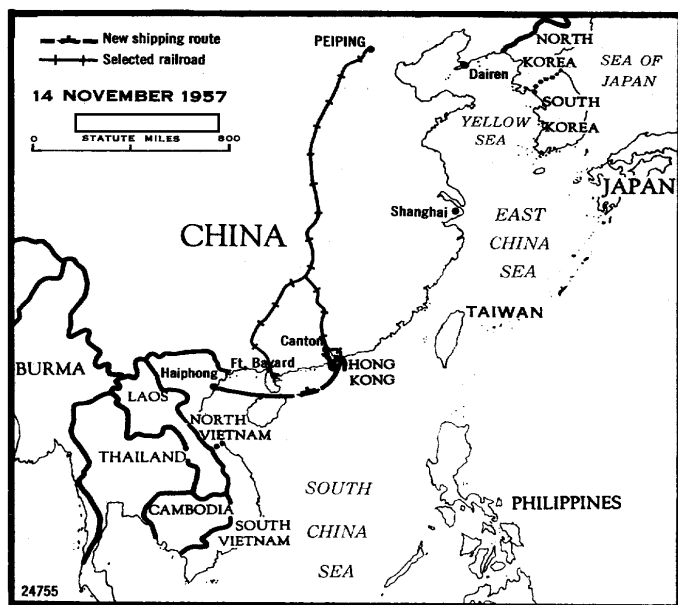 New shipping route
Selected railroad
14 NOVEMBER 1957
STATUTE MILES
0 800
PEIPING
Dairen
NORTH
KOREA
SEA OF
JAPAN
SOUTH
KOREA
YELLOW
SEA
JAPAN
Shanghai
EAST
CHINA
SEA
CHINA
TAIWAN
Canton
HONG
KONG
Ft. Bayard
Haiphong
BURMA
LAOS
NORTH
VIETNAM
THAILAND
CAMBODIA
SOUTH
VIETNAM
SOUTH
CHINA
SEA
PHILIPPINES
24755